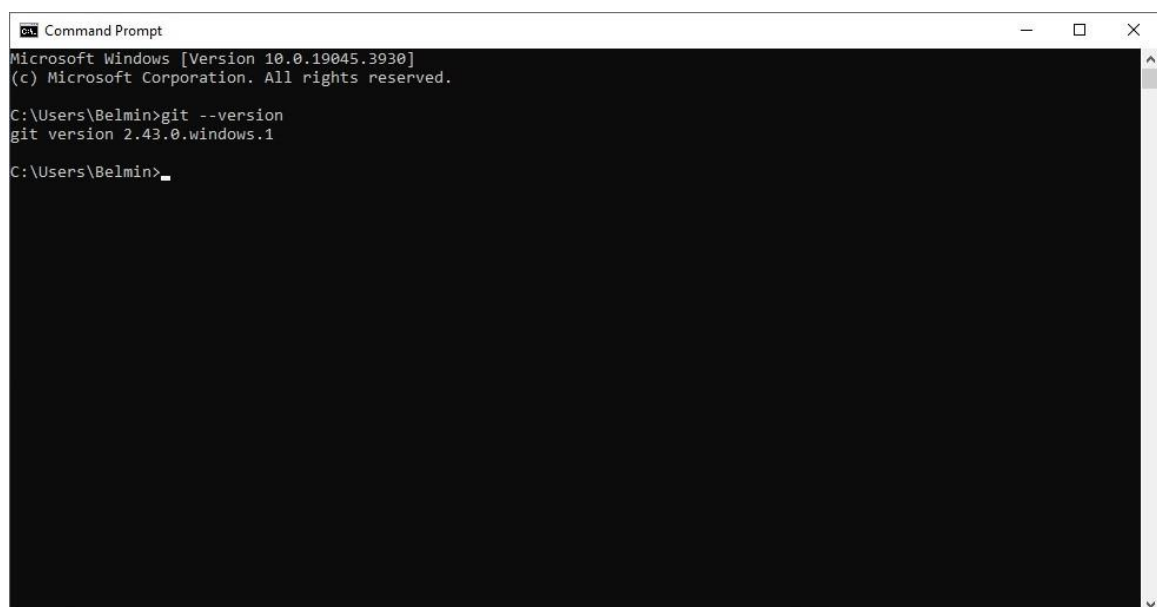 Command Prompt
Microsoft Windows [Version 10.0.19045.3930]
(c) Microsoft Corporation. All rights reserved.
C:\Users\Belmin>git --version
git version 2.43.0.windows.1
C:\Users\Belmin>